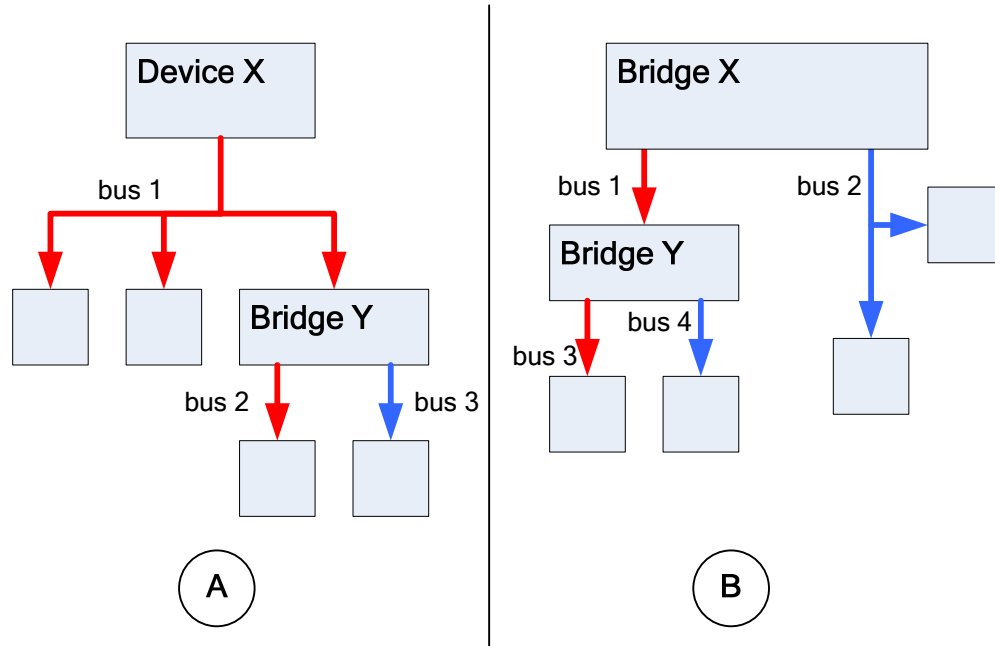 Device X
bus 1
Bridge Y
bus 2
bus 3
A
Bridge X
bus 1
bus 2
Bridge Y
bus 3
bus 4
B